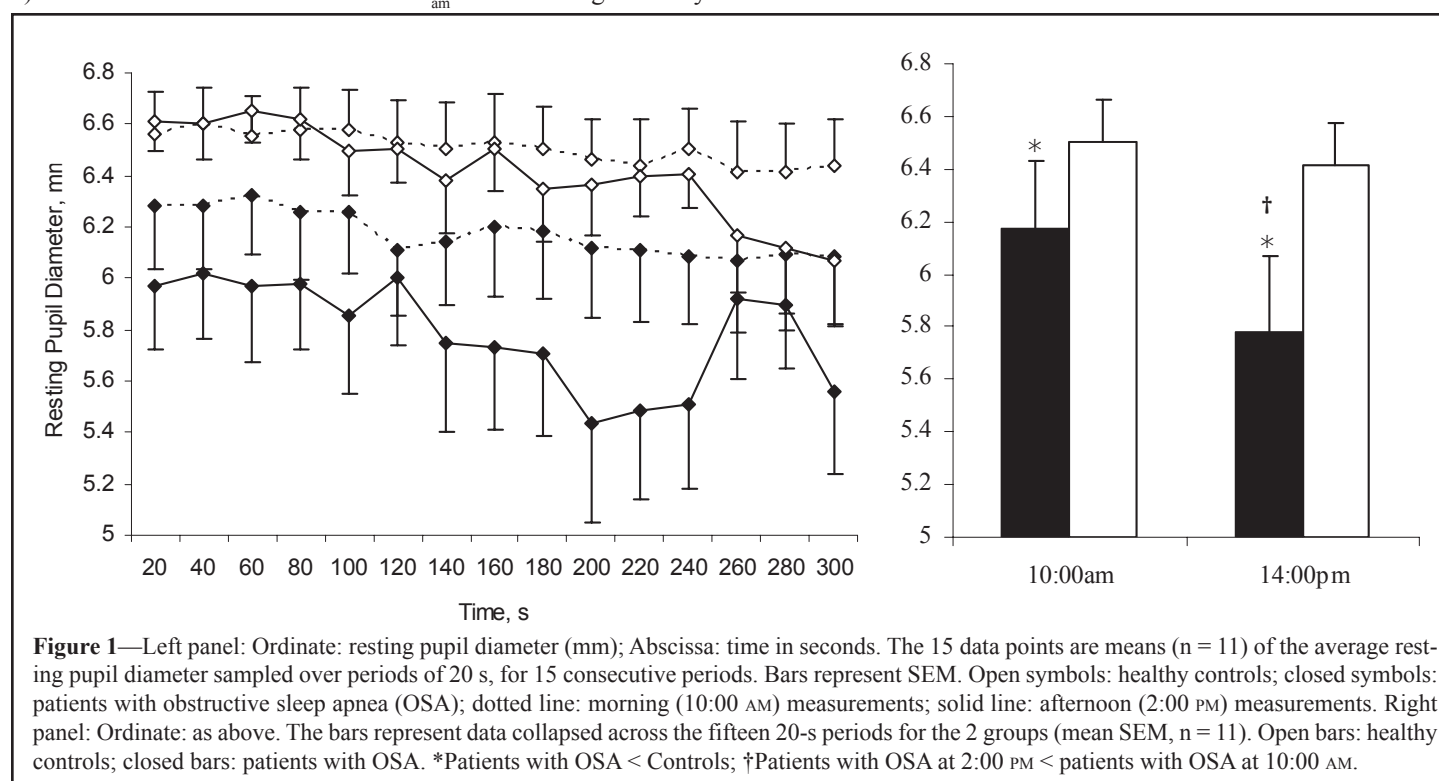 am
6.8
6.6
6.4
6.2
6
5.8
5.6
5.4
5.2
5
Resting Pupil Diameter, mn
20 40 60 80 100 120 140 160 180 200 220 240 260 280 300
Time, s
6.8
6.6
6.4
6.2
6
5.8
5.6
5.4
5.2
5
*
†
*
10:00am 14:00pm
Figure 1—Left panel: Ordinate: resting pupil diameter (mm); Abscissa: time in seconds. The 15 data points are means (n = 11) of the average rest-
ing pupil diameter sampled over periods of 20 s, for 15 consecutive periods. Bars represent SEM. Open symbols: healthy controls; closed symbols:
patients with obstructive sleep apnea (OSA); dotted line: morning (10:00 AM) measurements; solid line: afternoon (2:00 PM) measurements. Right
panel: Ordinate: as above. The bars represent data collapsed across the fifteen 20-s periods for the 2 groups (mean SEM, n = 11). Open bars: healthy
controls; closed bars: patients with OSA. *Patients with OSA < Controls; †Patients with OSA at 2:00 PM < patients with OSA at 10:00 AM.